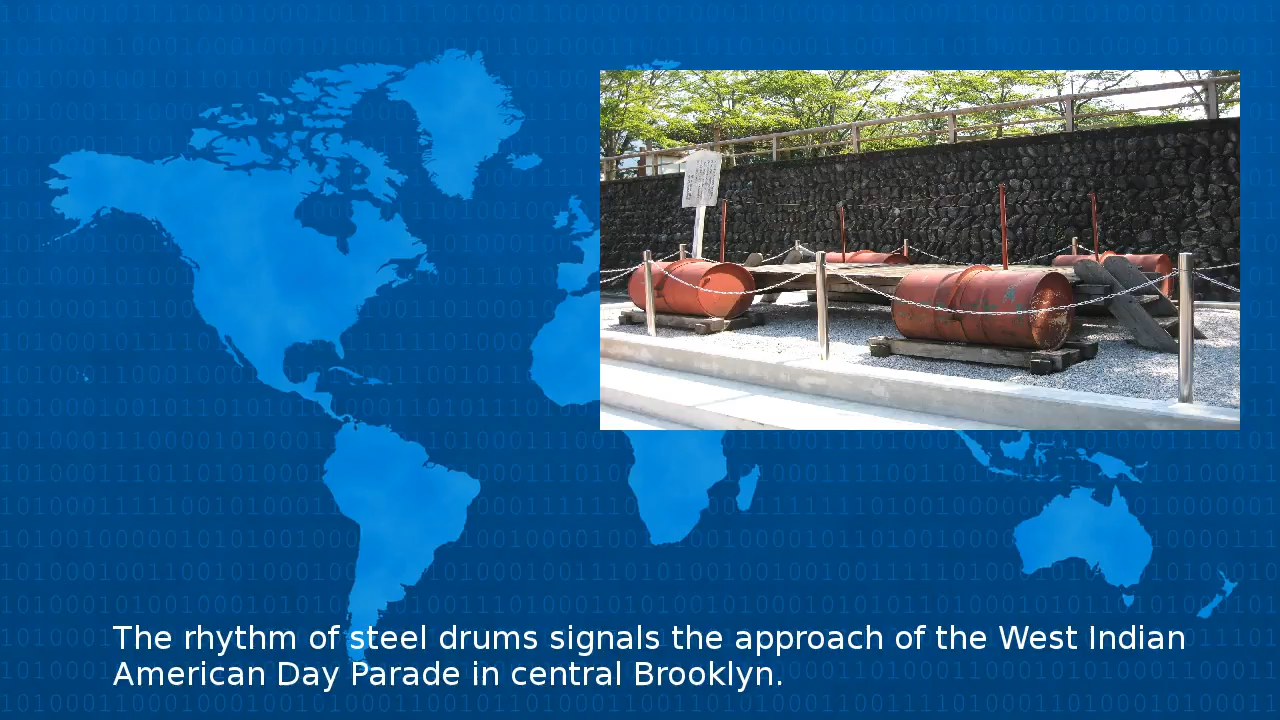 The rhythm of steel drums signals the approach of the West Indian
American Day Parade in central Brooklyn.